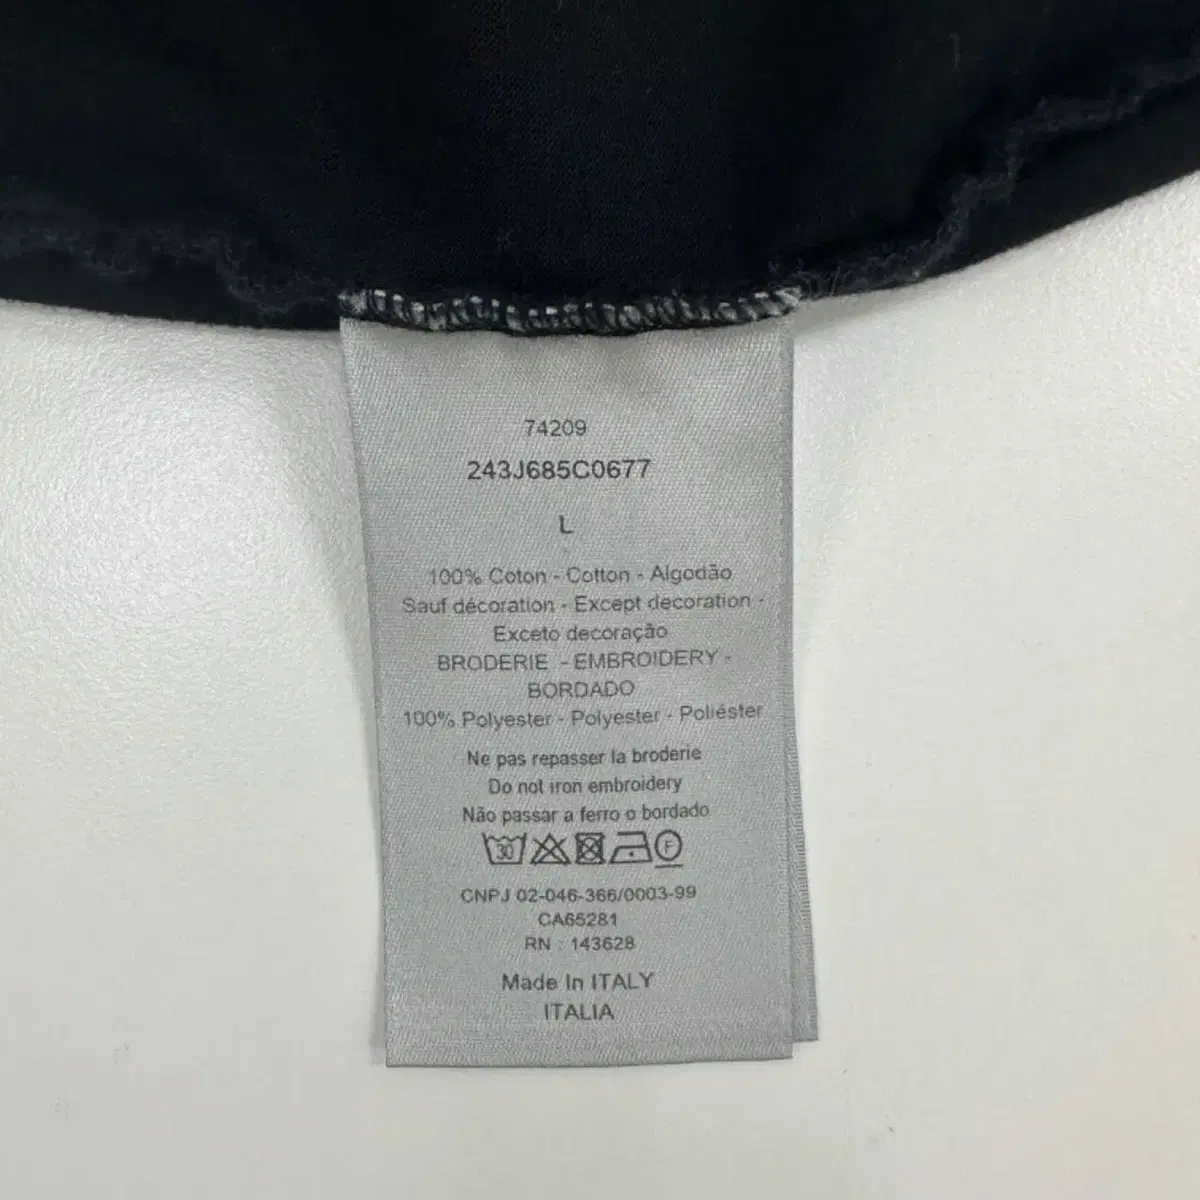 74209
243J685C0677
L
100% Coton - Cotton - Algodão
Sauf décoration - Except decoration -
Exceto decoração
BRODERIE - EMBROIDERY -
BORDADO
100% Polyester - Polyester - Poliéster
Ne pas repasser la broderie
Do not iron embroidery
Não passar a ferro o bordado
30 F
CNPJ 02-046-366/0003-99
CA65281
RN : 143628
Made In ITALY
ITALIA